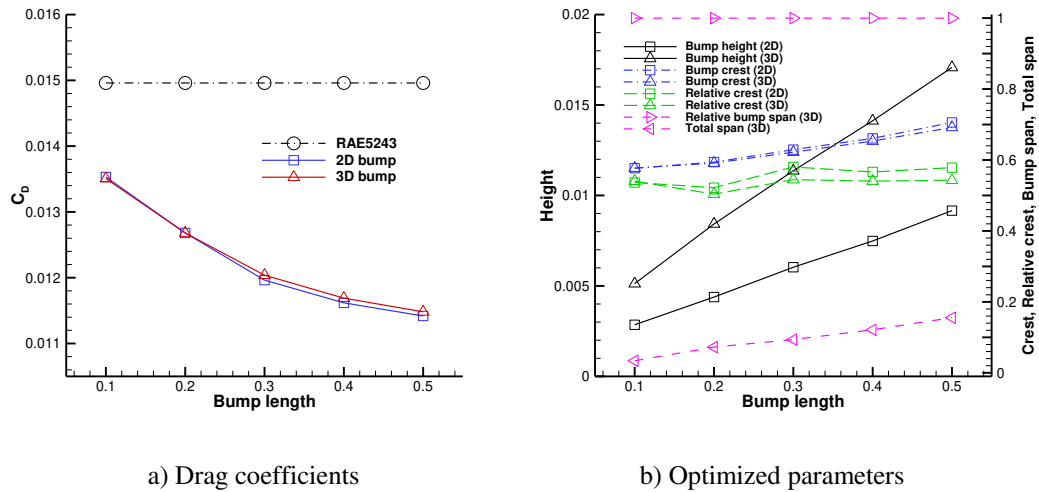 0.016
0.015
0.014
0.013
0.012
0.011
C_D
RAE5243
2D bump
3D bump
0.1 0.2 0.3 0.4 0.5
Bump length
a) Drag coefficients
0.02
0.015
0.01
0.005
0
Height
Bump height (2D)
Bump height (3D)
Bump crest (2D)
Bump crest (3D)
Relative crest (2D)
Relative crest (3D)
Relative bump span (3D)
Total span (3D)
1
0.8
0.6
0.4
0.2
0
Crest, Relative crest, Bump span, Total span
0.1 0.2 0.3 0.4 0.5
Bump length
b) Optimized parameters